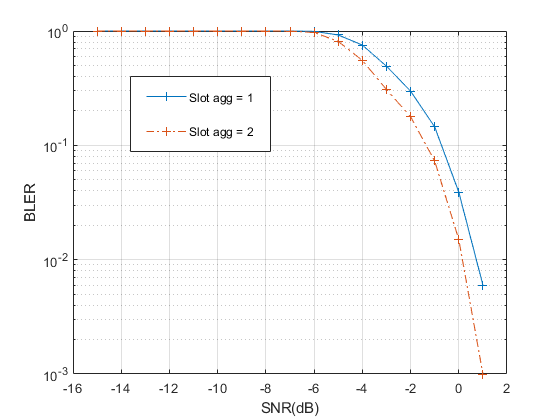 10^0
10^-1
10^-2
10^-3
BLER
Slot agg = 1
Slot agg = 2
-16 -14 -12 -10 -8 -6 -4 -2 0 2
SNR(dB)